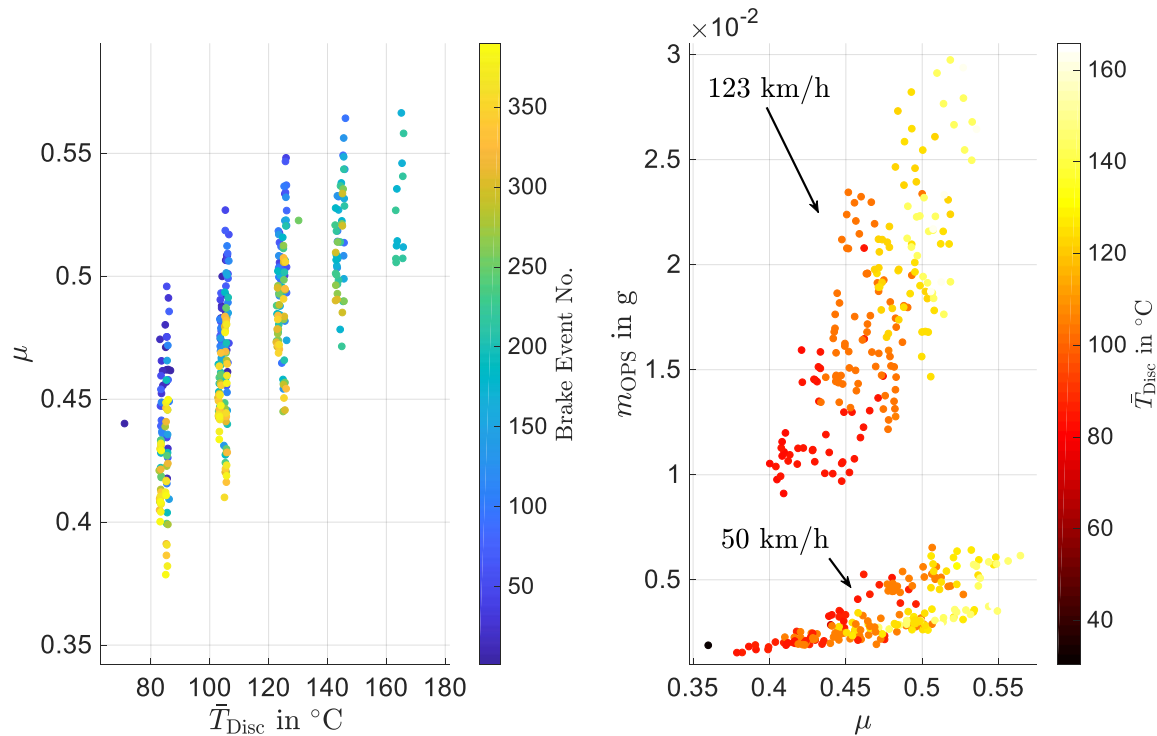 0.55
0.5
0.45
0.4
0.35
μ
80 100 120 140 160 180
T̄Disc in °C
350
300
250
200
150
100
50
Brake Event No.
×10-2
3
2.5
2
1.5
1
0.5
mOPS in g
123 km/h
50 km/h
0.35 0.4 0.45 0.5 0.55
μ
160
140
120
100
80
60
40
T̄Disc in °C